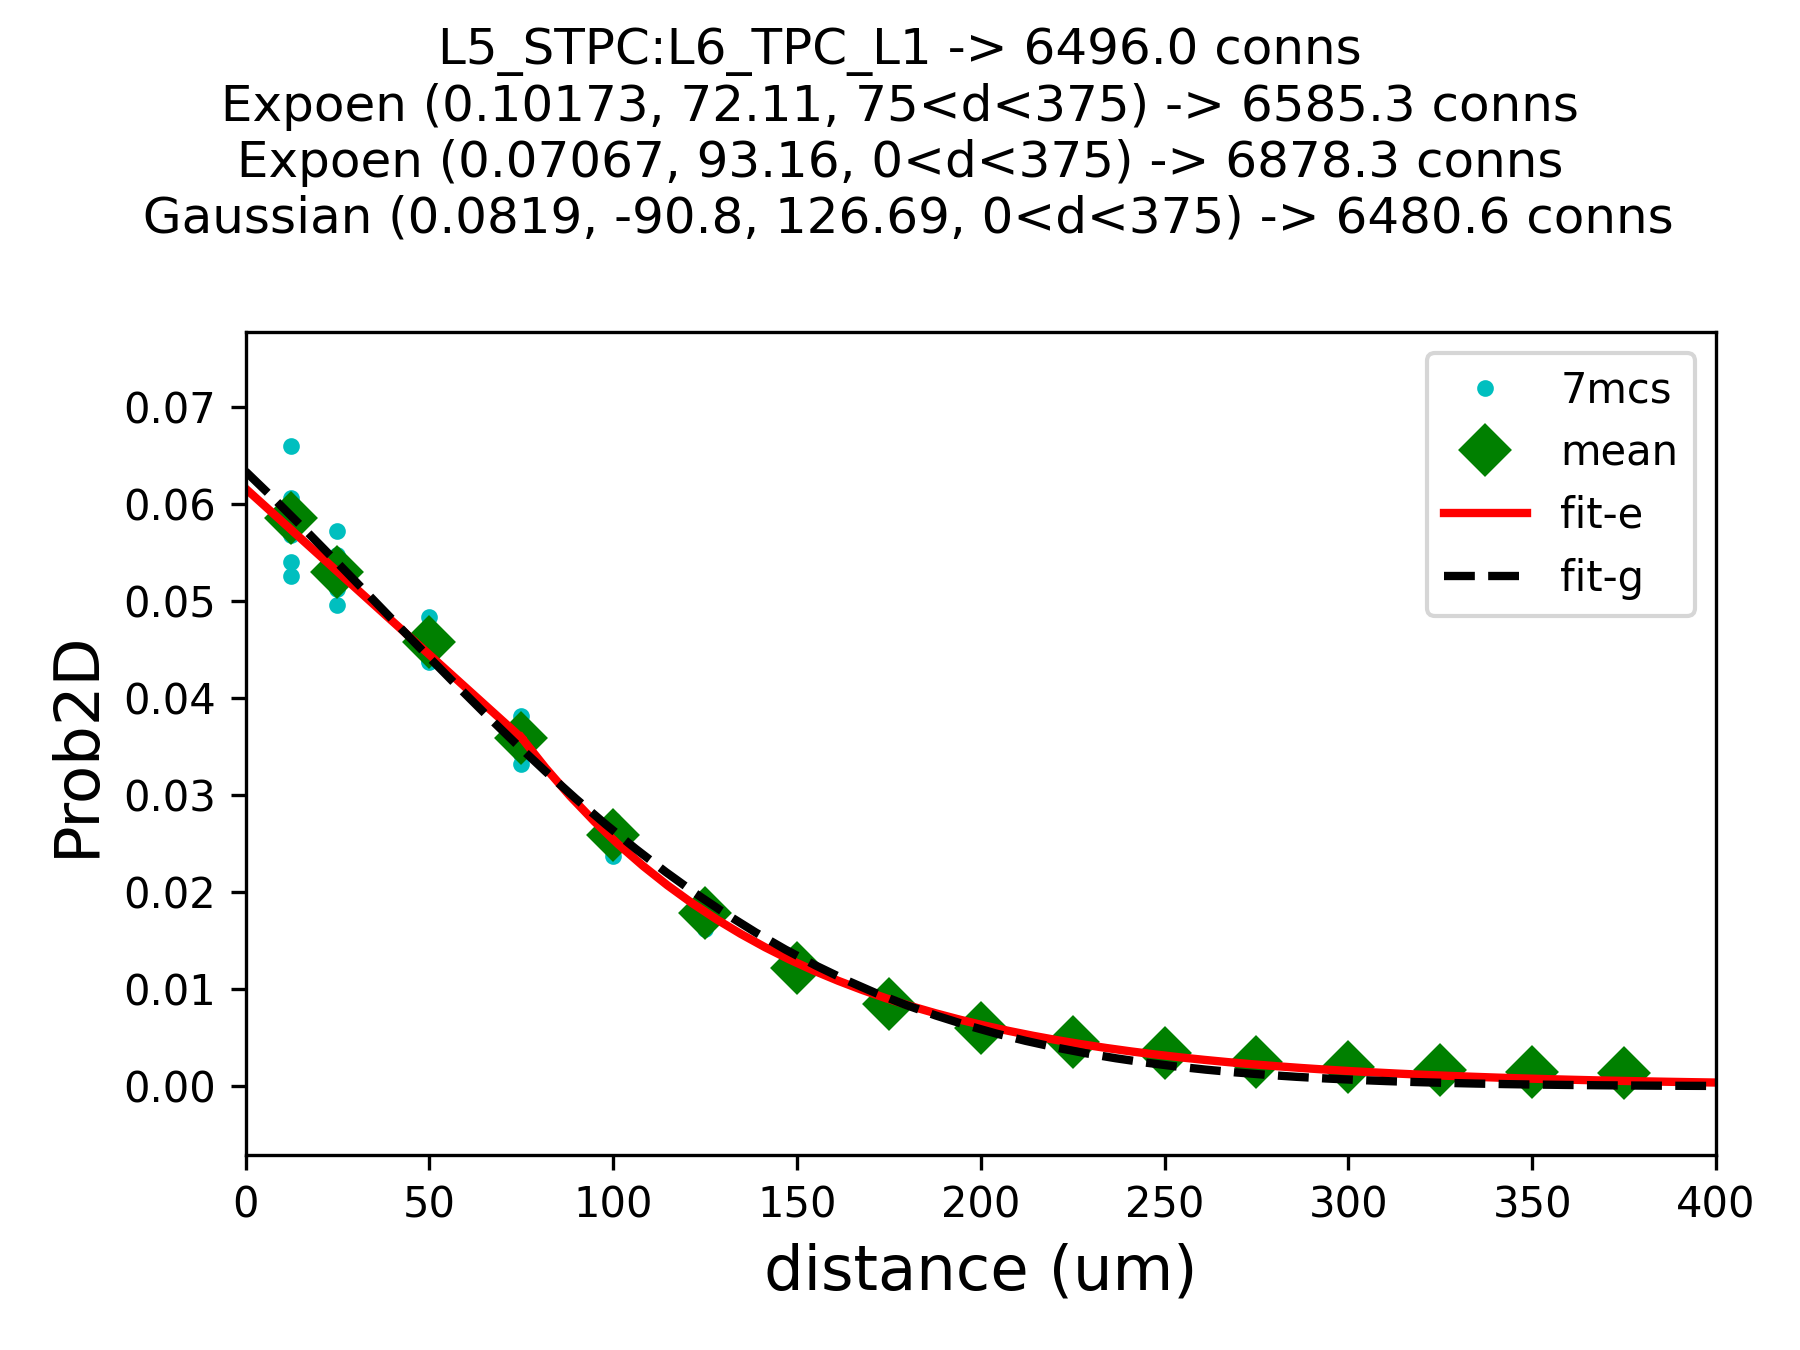 L5_STPC:L6_TPC_L1 -> 6496.0 conns
Expoen (0.10173, 72.11, 75<d<375) -> 6585.3 conns
Expoen (0.07067, 93.16, 0<d<375) -> 6878.3 conns
Gaussian (0.0819, -90.8, 126.69, 0<d<375) -> 6480.6 conns
7mcs
mean
fit-e
fit-g
Prob2D
0.07
0.06
0.05
0.04
0.03
0.02
0.01
0.00
0 50 100 150 200 250 300 350 400
distance (um)